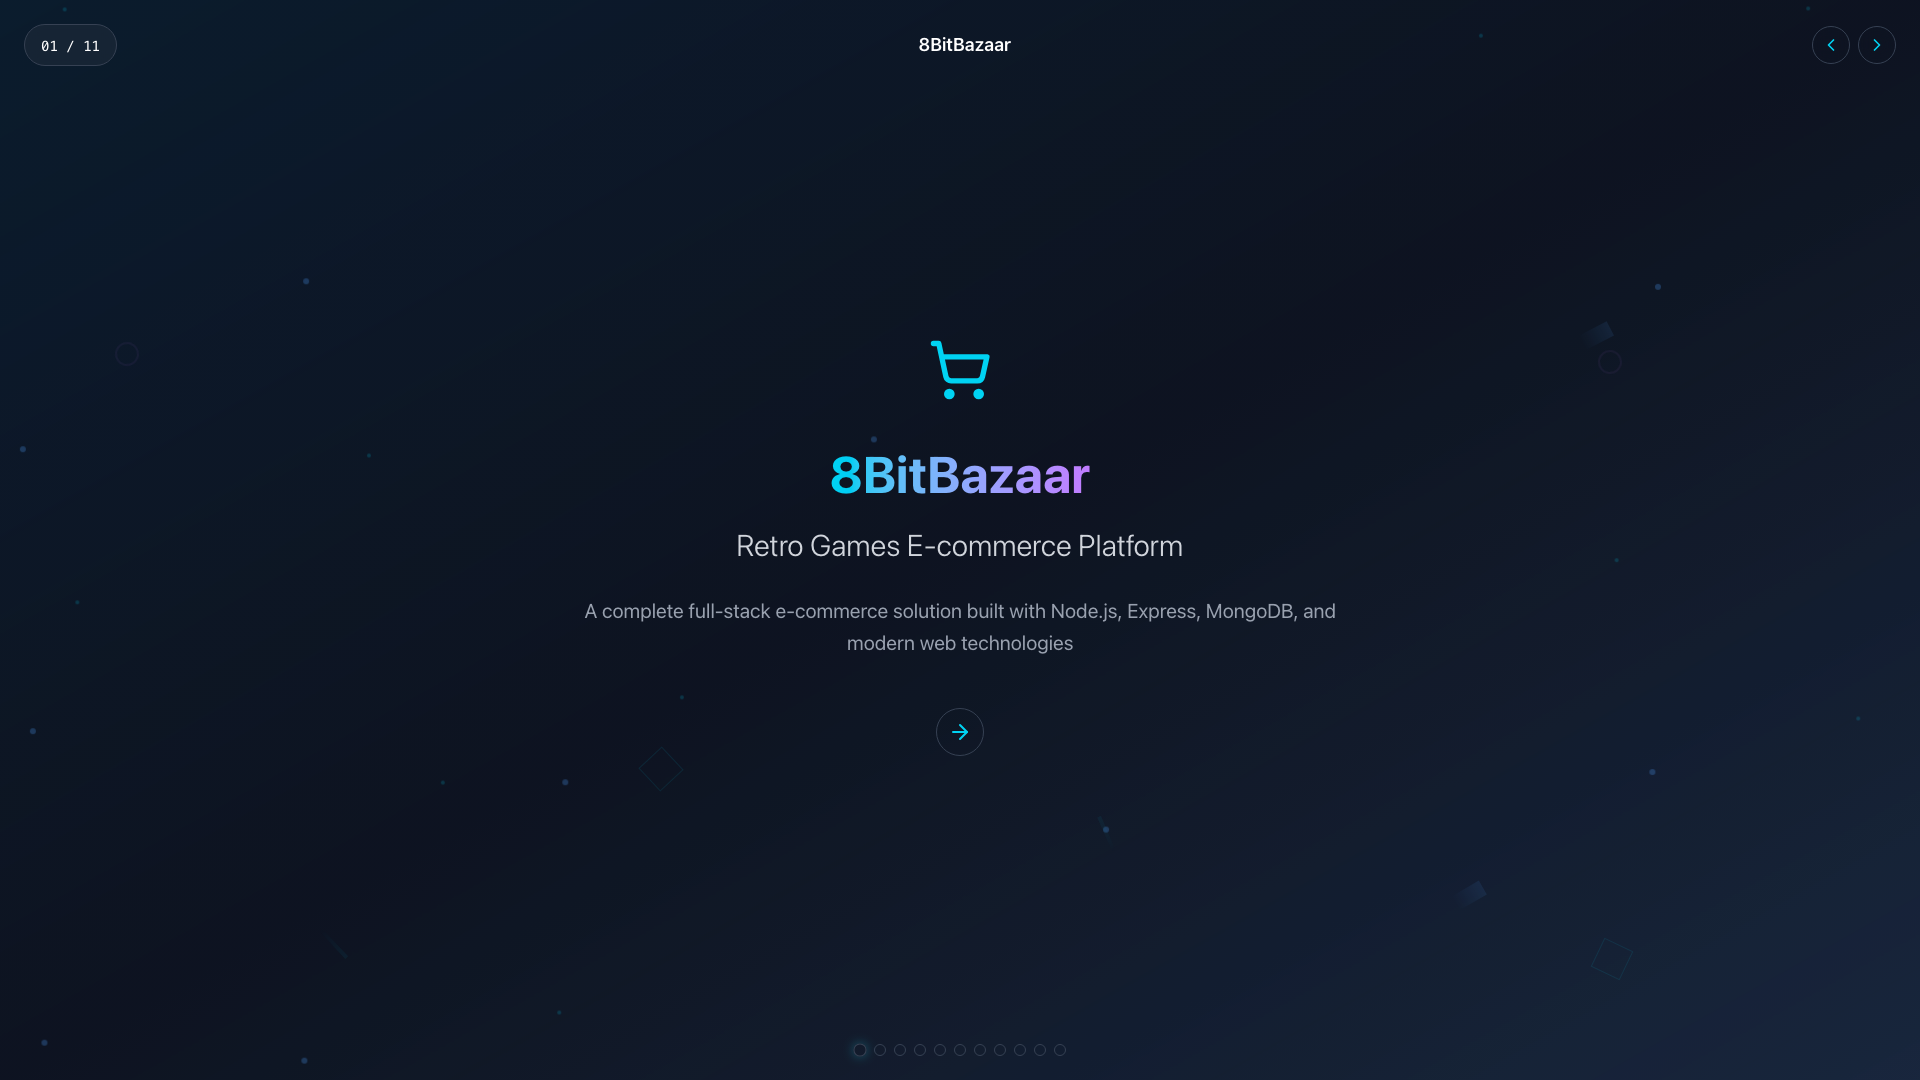 01 / 11
8BitBazaar
8BitBazaar
Retro Games E-commerce Platform
A complete full-stack e-commerce solution built with Node.js, Express, MongoDB, and
modern web technologies